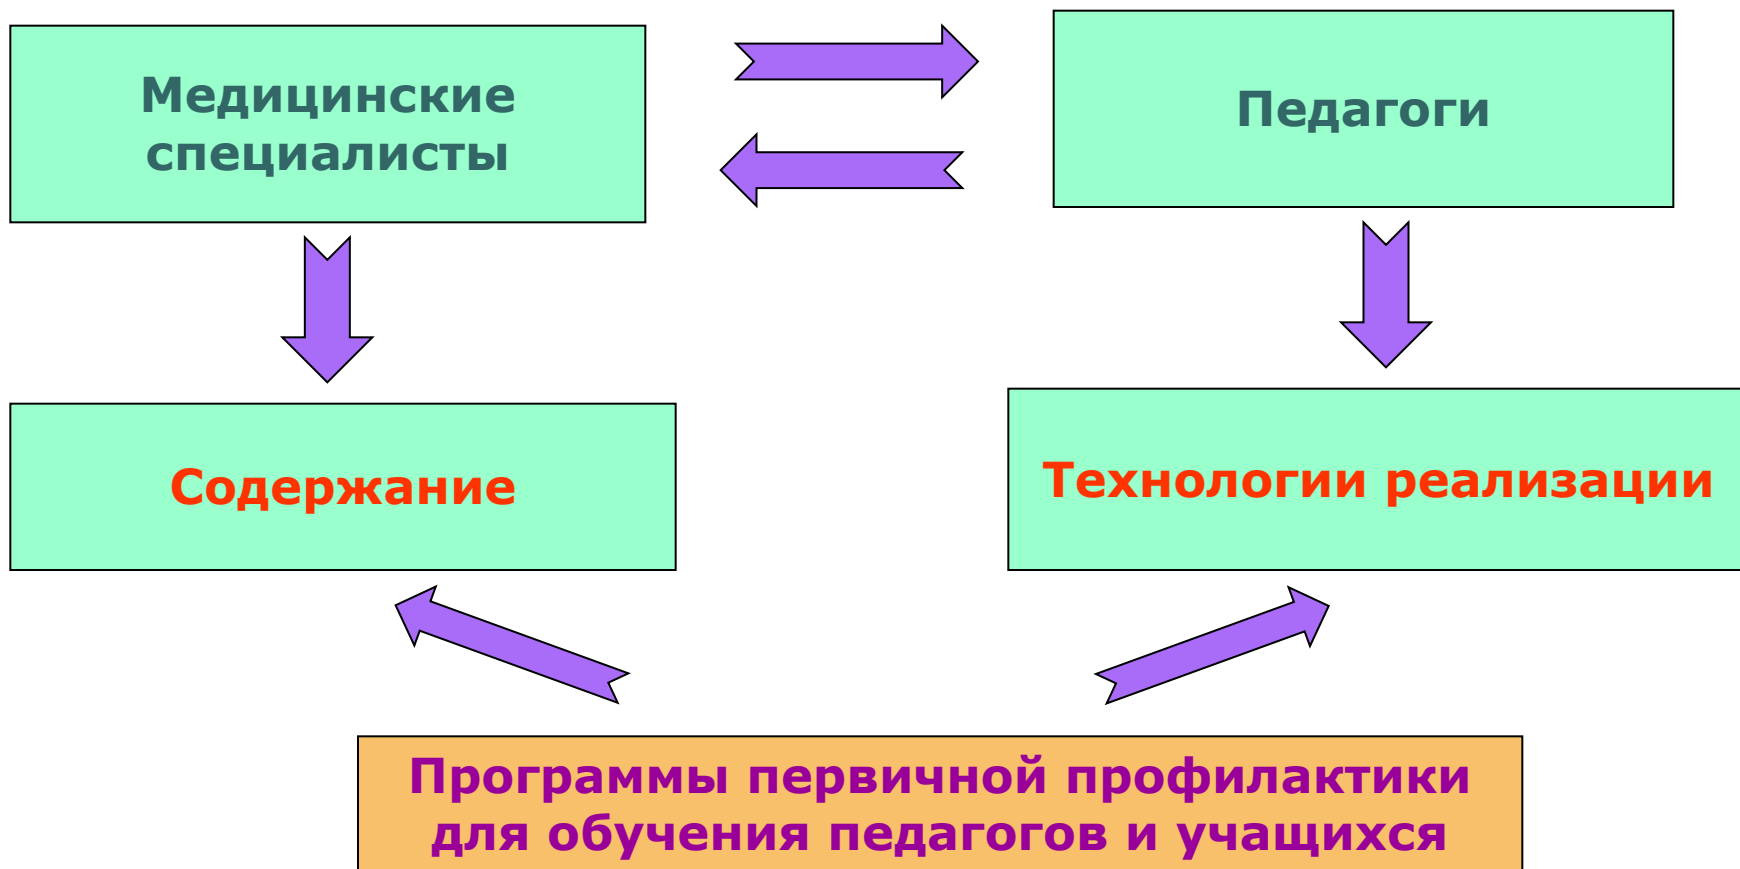 Медицинские
специалисты
Педагоги
Содержание
Технологии реализации
Программы первичной профилактики
для обучения педагогов и учащихся